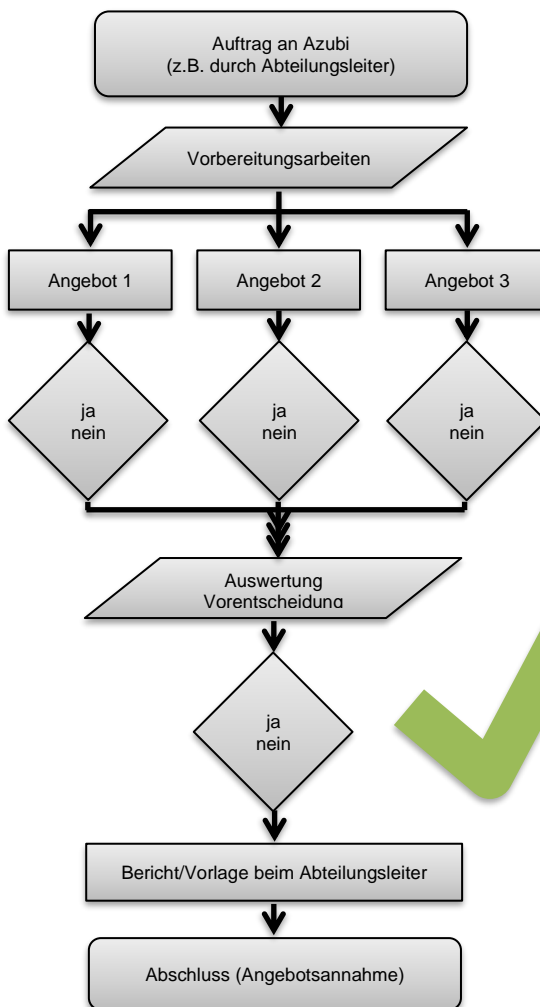 Auftrag an Azubi
(z.B. durch Abteilungsleiter)
Vorbereitungsarbeiten
Angebot 1
Angebot 2
Angebot 3
ja
nein
ja
nein
ja
nein
Auswertung
Vorentscheidung
ja
nein
Bericht/Vorlage beim Abteilungsleiter
Abschluss (Angebotsannahme)